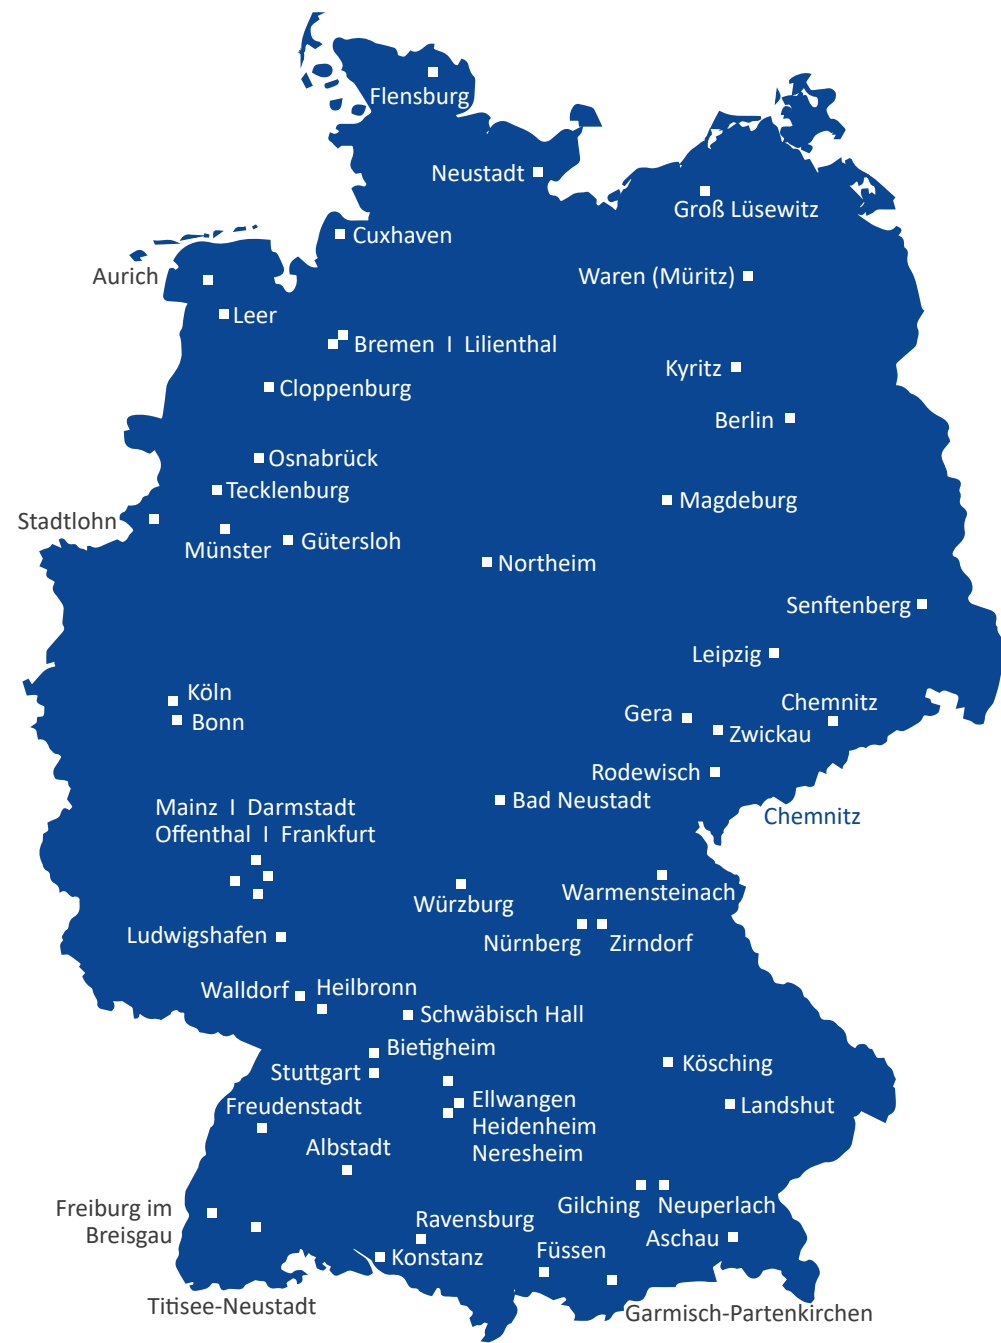 Flensburg
Neustadt
Groß Lüsewitz
Cuxhaven
Aurich
Waren (Müritz)
Leer
Bremen I Lilienthal
Kyritz
Cloppenburg
Berlin
Osnabrück
Tecklenburg
Magdeburg
Stadtlohn
Münster
Gütersloh
Northeim
Senftenberg
Leipzig
Köln
Chemnitz
Bonn
Gera
Zwickau
Rodewisch
Bad Neustadt
Mainz I Darmstadt
Offenthal I Frankfurt
Chemnitz
Warmensteinach
Würzburg
Ludwigshafen
Nürnberg
Zirndorf
Walldorf
Heilbronn
Schwäbisch Hall
Bietigheim
Kösching
Stuttgart
Ellwangen
Heidenheim
Neresheim
Landshut
Freudenstadt
Albstadt
Freiburg im
Breisgau
Gilching
Neuperlach
Ravensburg
Aschau
Konstanz
Füssen
Titisee-Neustadt
Garmisch-Partenkirchen